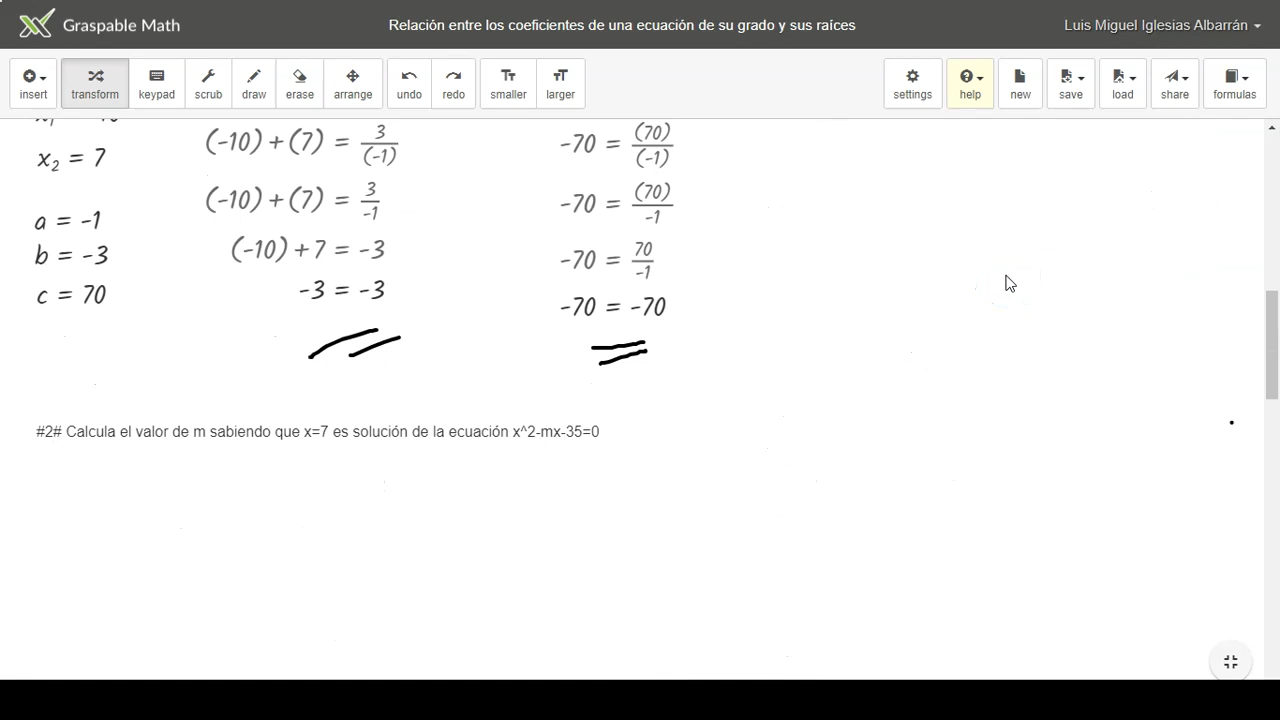 Graspable Math
Relación entre los coeficientes de una ecuación de su grado y sus raíces
Luis Miguel Iglesias Albarrán
insert
transform
keypad
scrub
draw
erase
arrange
undo
redo
smaller
larger
settings
help
new
save
load
share
formulas
x₂ = 7
a = -1
b = -3
c = 70
(-10) + (7) = 3/(-1)
(-10) + (7) = 3/-1
(-10) + 7 = -3
-3 = -3
-70 = (70)/(-1)
-70 = (70)/-1
-70 = 70/-1
-70 = -70
#2# Calcula el valor de m sabiendo que x=7 es solución de la ecuación x^2-mx-35=0